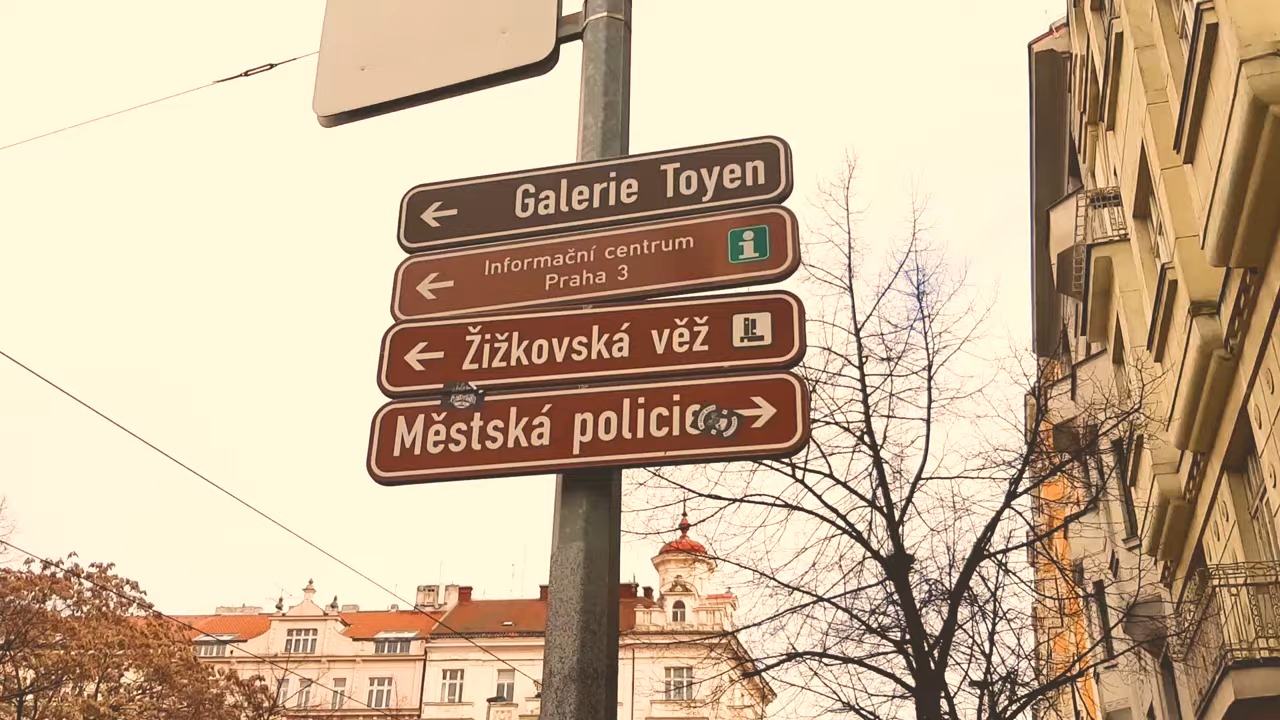 Galerie Toyen
Informační centrum
Praha 3
Žižkovská věž
Městská policie